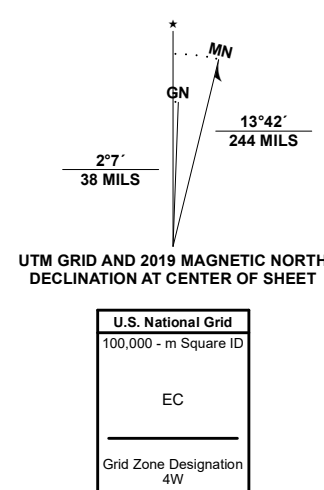 ★
MN
GN
13°42´
244 MILS
2°7´
38 MILS
UTM GRID AND 2019 MAGNETIC NORTH
DECLINATION AT CENTER OF SHEET
U.S. National Grid
100,000 - m Square ID
EC
Grid Zone Designation
4W